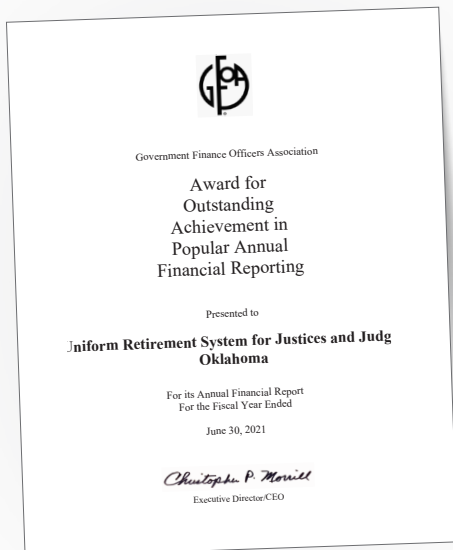 GFOA
Government Finance Officers Association
Award for
Outstanding
Achievement in
Popular Annual
Financial Reporting
Presented to
Uniform Retirement System for Justices and Judg
Oklahoma
For its Annual Financial Report
For the Fiscal Year Ended
June 30, 2021
Christopher P. Morrill
Executive Director/CEO